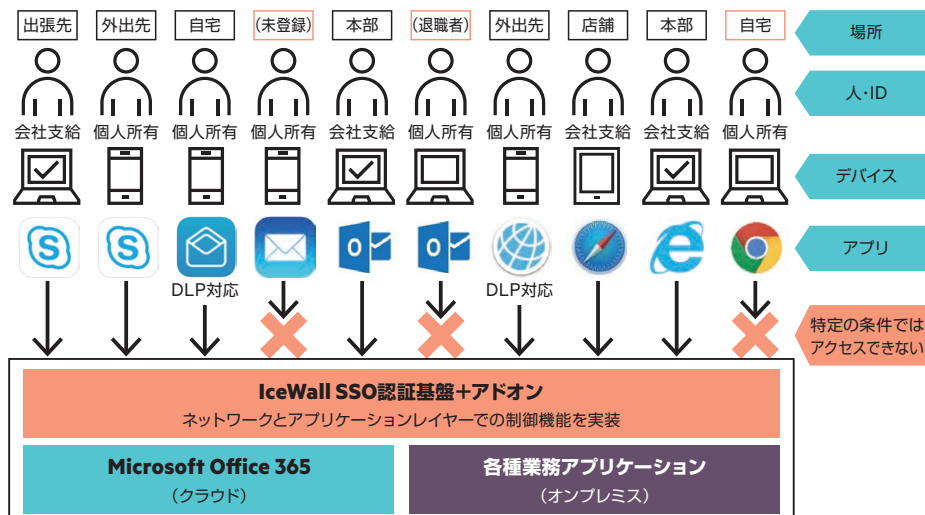 出張先 外出先 自宅 (未登録) 本部 (退職者) 外出先 店舗 本部 自宅 場所
人・ID
会社支給 個人所有 個人所有 個人所有 会社支給 個人所有 個人所有 会社支給 会社支給 個人所有
デバイス
アプリ
DLP対応 DLP対応
特定の条件では
アクセスできない
IceWall SSO認証基盤+アドオン
ネットワークとアプリケーションレイヤーでの制御機能を実装
Microsoft Office 365 各種業務アプリケーション
(クラウド) (オンプレミス)